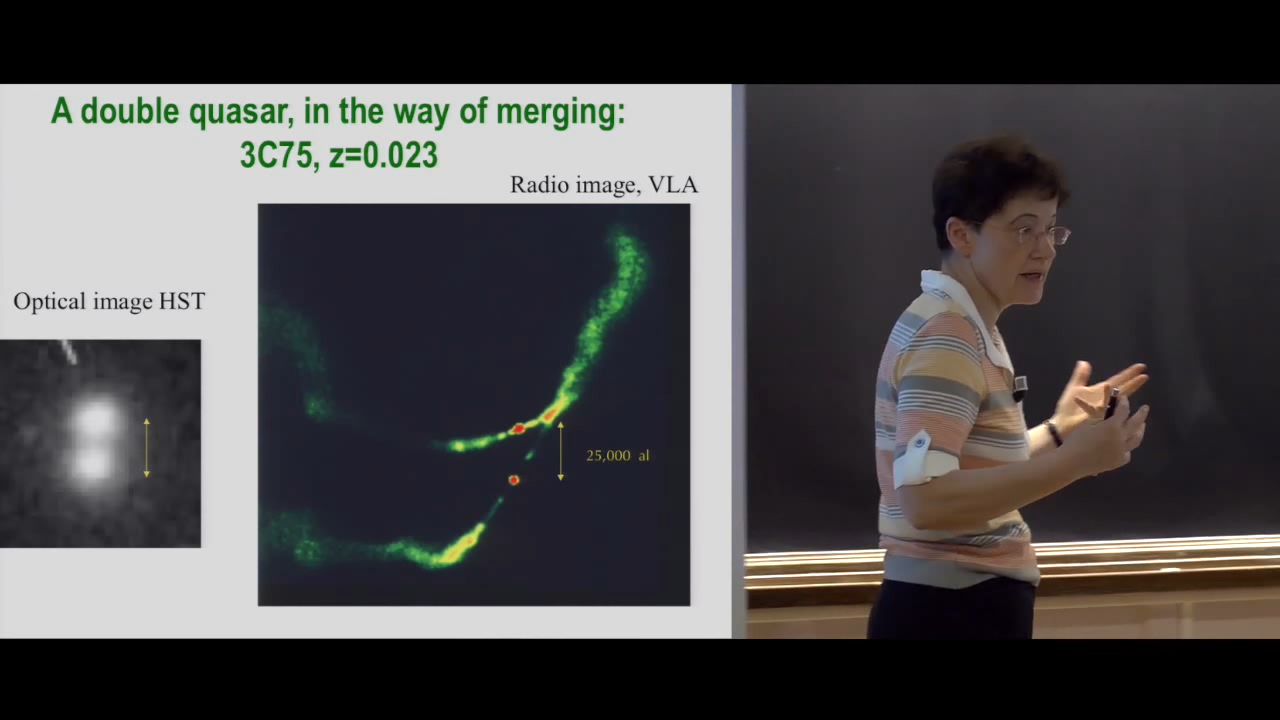 A double quasar, in the way of merging:
3C75, z=0.023
Radio image, VLA
Optical image HST
25,000 al